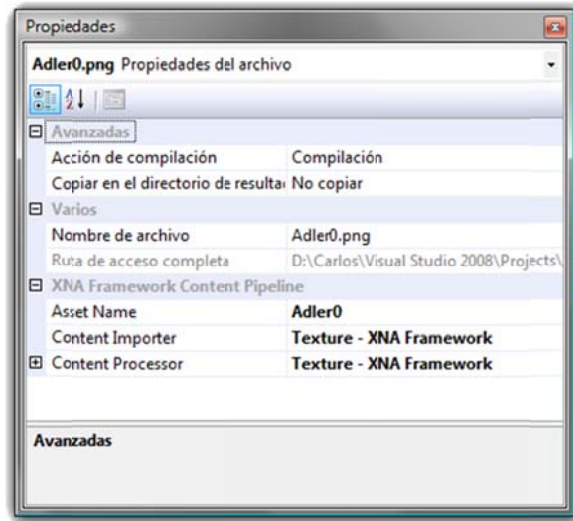 Propiedades
Adler0.png Propiedades del archivo
Avanzadas
Acción de compilación Compilación
Copiar en el directorio de resulta No copiar
Varios
Nombre de archivo Adler0.png
Ruta de acceso completa D:\Carlos\Visual Studio 2008\Projects\
XNA Framework Content Pipeline
Asset Name Adler0
Content Importer Texture - XNA Framework
Content Processor Texture - XNA Framework
Avanzadas